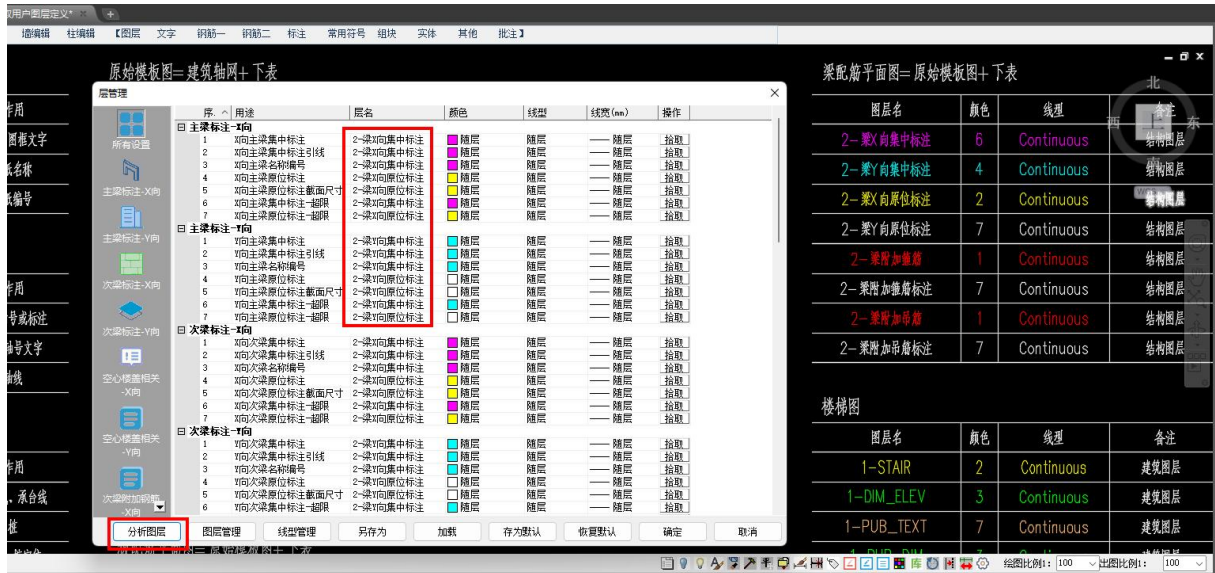 改用户图层定义*
墙编辑 柱编辑 【图层 文字 钢筋一 钢筋二 标注 常用符号 组块 实体 其他 批注】
原始模板图=建筑轴网+下表
层管理
所有设置
主梁标注-X向
主梁标注-Y向
次梁标注-X向
次梁标注-Y向
空心楼盖相关
-X向
空心楼盖相关
-Y向
次梁附加钢筋
-X向
序. 用途 层名 颜色 线型 线宽(mm) 操作
主梁标注-X向
1 X向主梁集中标注 2-梁X向集中标注 随层 随层 随层 拾取
2 X向主梁集中标注引线 2-梁X向集中标注 随层 随层 随层 拾取
3 X向主梁名称编号 2-梁X向集中标注 随层 随层 随层 拾取
4 X向主梁原位标注 2-梁X向原位标注 随层 随层 随层 拾取
5 X向主梁原位标注截面尺寸 2-梁X向原位标注 随层 随层 随层 拾取
6 X向主梁集中标注-超限 2-梁X向集中标注 随层 随层 随层 拾取
7 X向主梁原位标注-超限 2-梁X向原位标注 随层 随层 随层 拾取
主梁标注-Y向
1 Y向主梁集中标注 2-梁Y向集中标注 随层 随层 随层 拾取
2 Y向主梁集中标注引线 2-梁Y向集中标注 随层 随层 随层 拾取
3 Y向主梁名称编号 2-梁Y向集中标注 随层 随层 随层 拾取
4 Y向主梁原位标注 2-梁Y向原位标注 随层 随层 随层 拾取
5 Y向主梁原位标注截面尺寸 2-梁Y向原位标注 随层 随层 随层 拾取
6 Y向主梁集中标注-超限 2-梁Y向集中标注 随层 随层 随层 拾取
7 Y向主梁原位标注-超限 2-梁Y向原位标注 随层 随层 随层 拾取
次梁标注-X向
1 X向次梁集中标注 2-梁X向集中标注 随层 随层 随层 拾取
2 X向次梁集中标注引线 2-梁X向集中标注 随层 随层 随层 拾取
3 X向次梁名称编号 2-梁X向集中标注 随层 随层 随层 拾取
4 X向次梁原位标注 2-梁X向原位标注 随层 随层 随层 拾取
5 X向次梁原位标注截面尺寸 2-梁X向原位标注 随层 随层 随层 拾取
6 X向次梁集中标注-超限 2-梁X向集中标注 随层 随层 随层 拾取
7 X向次梁原位标注-超限 2-梁X向原位标注 随层 随层 随层 拾取
次梁标注-Y向
1 Y向次梁集中标注 2-梁Y向集中标注 随层 随层 随层 拾取
2 Y向次梁集中标注引线 2-梁Y向集中标注 随层 随层 随层 拾取
3 Y向次梁名称编号 2-梁Y向集中标注 随层 随层 随层 拾取
4 Y向次梁原位标注 2-梁Y向原位标注 随层 随层 随层 拾取
5 Y向次梁原位标注截面尺寸 2-梁Y向原位标注 随层 随层 随层 拾取
6 Y向次梁集中标注-超限 2-梁Y向集中标注 随层 随层 随层 拾取
分析图层 图层管理 线型管理 另存为 加载 存为默认 恢复默认 确定 取消
作用
图框文字
纸名称
纸编号
作用
号或标注
轴号文字
轴线
作用
、承台线
桩
梁配筋平面图=原始模板图+下表
北
西
东
南
图层名 颜色 线型 备注
2-梁X向集中标注 6 Continuous 结构图层
2-梁Y向集中标注 4 Continuous 结构图层
2-梁X向原位标注 2 Continuous 结构图层
2-梁Y向原位标注 7 Continuous 结构图层
2-梁附加箍筋 1 Continuous 结构图层
2-梁附加箍筋标注 7 Continuous 结构图层
2-梁附加吊筋 1 Continuous 结构图层
2-梁附加吊筋标注 7 Continuous 结构图层
楼梯图
图层名 颜色 线型 备注
1-STAIR 2 Continuous 建筑图层
1-DIM_ELEV 3 Continuous 建筑图层
1-PUB_TEXT 7 Continuous 建筑图层
绘图比例1: 100 出图比例1: 100